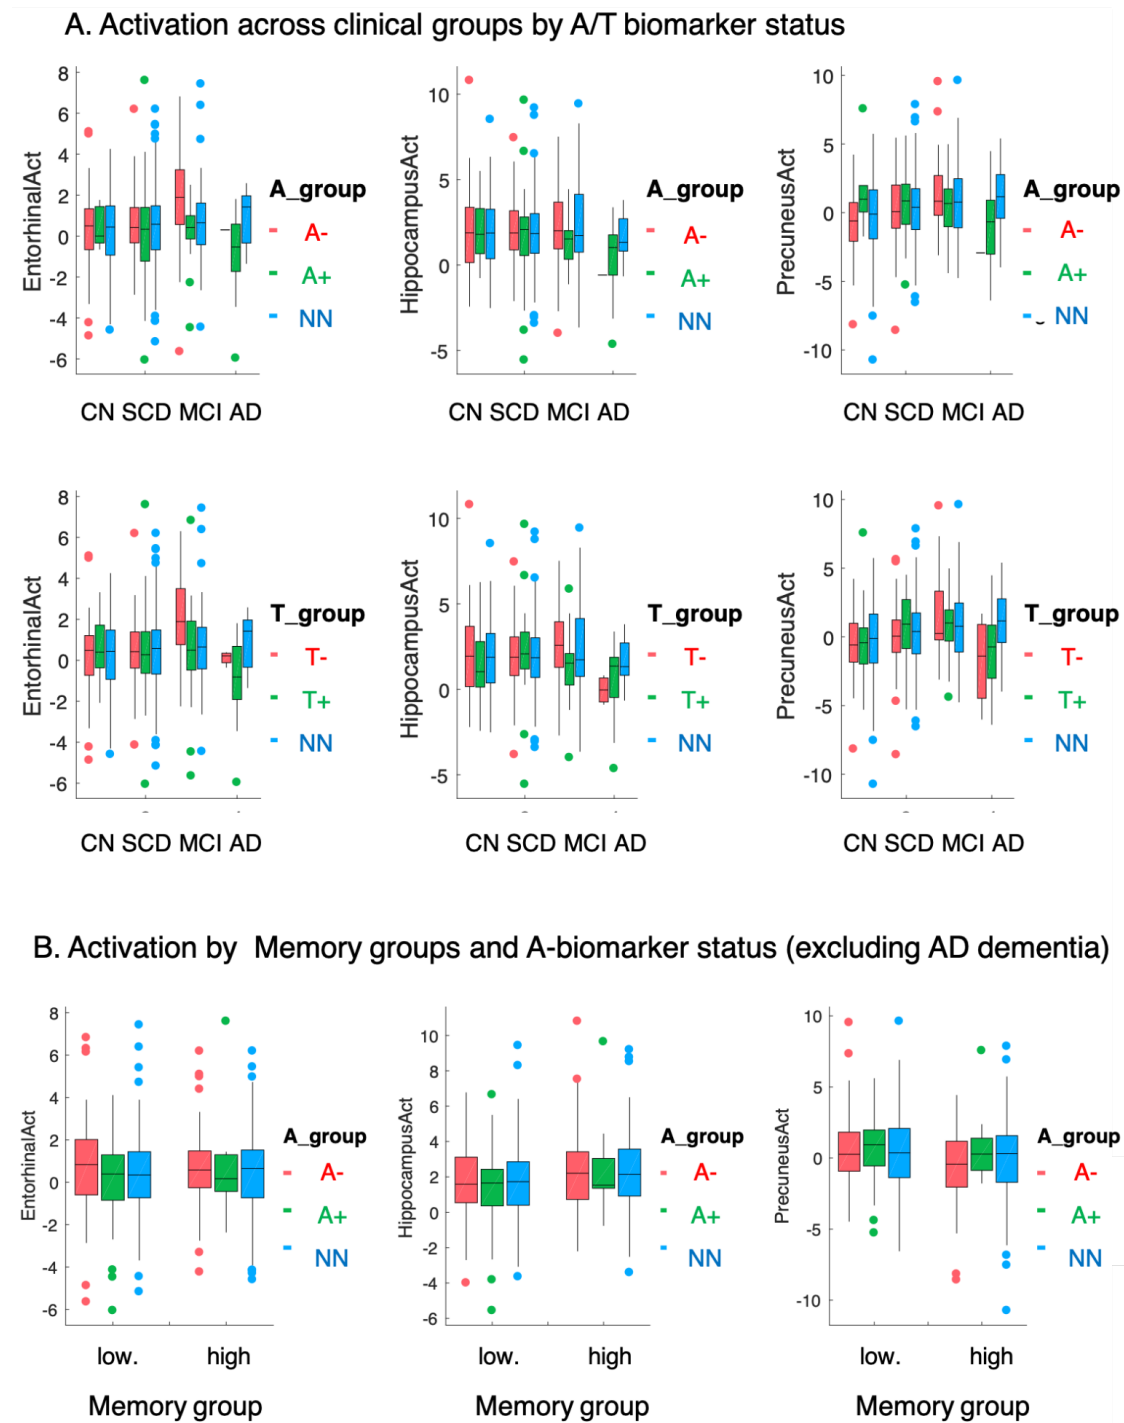 A. Activation across clinical groups by A/T biomarker status
EntorhinalAct
8
6
4
2
0
-2
-4
-6
CN SCD MCI AD
A_group
A-
A+
NN
HippocampusAct
10
5
0
-5
CN SCD MCI AD
A_group
A-
A+
NN
PrecuneusAct
10
5
0
-5
-10
CN SCD MCI AD
A_group
A-
A+
NN
EntorhinalAct
8
6
4
2
0
-2
-4
-6
CN SCD MCI AD
T_group
T-
T+
NN
HippocampusAct
10
5
0
-5
CN SCD MCI AD
T_group
T-
T+
NN
PrecuneusAct
10
5
0
-5
-10
CN SCD MCI AD
T_group
T-
T+
NN
B. Activation by Memory groups and A-biomarker status (excluding AD dementia)
EntorhinalAct
8
6
4
2
0
-2
-4
-6
low. high
Memory group
A_group
A-
A+
NN
HippocampusAct
10
8
6
4
2
0
-2
-4
-6
low. high
Memory group
A_group
A-
A+
NN
PrecuneusAct
10
5
0
-5
-10
low. high
Memory group
A_group
A-
A+
NN